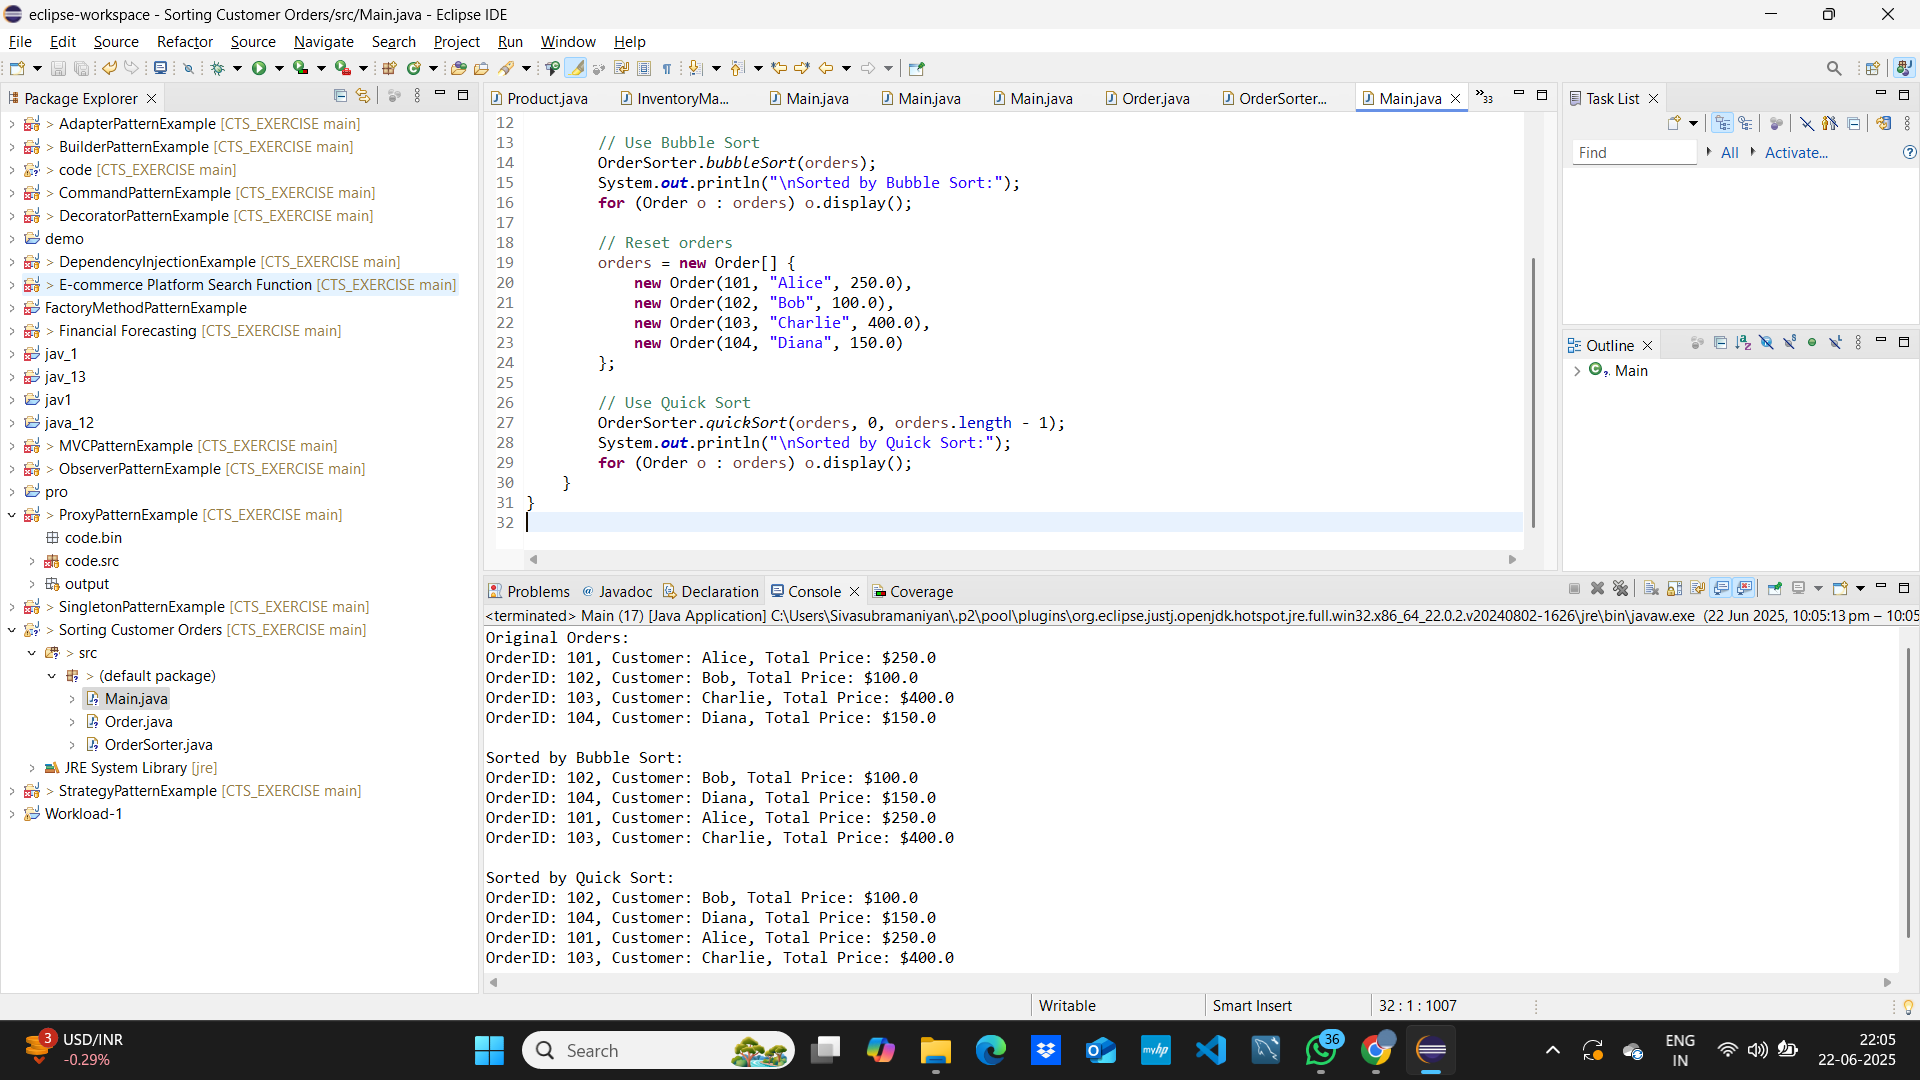 eclipse-workspace - Sorting Customer Orders/src/Main.java - Eclipse IDE
File Edit Source Refactor Source Navigate Search Project Run Window Help
Package Explorer
> AdapterPatternExample [CTS_EXERCISE main]
> BuilderPatternExample [CTS_EXERCISE main]
> code [CTS_EXERCISE main]
> CommandPatternExample [CTS_EXERCISE main]
> DecoratorPatternExample [CTS_EXERCISE main]
demo
> DependencyInjectionExample [CTS_EXERCISE main]
> E-commerce Platform Search Function [CTS_EXERCISE main]
FactoryMethodPatternExample
> Financial Forecasting [CTS_EXERCISE main]
jav_1
jav_13
jav1
java_12
> MVCPatternExample [CTS_EXERCISE main]
> ObserverPatternExample [CTS_EXERCISE main]
pro
> ProxyPatternExample [CTS_EXERCISE main]
code.bin
code.src
output
> SingletonPatternExample [CTS_EXERCISE main]
> Sorting Customer Orders [CTS_EXERCISE main]
> src
> (default package)
Main.java
Order.java
OrderSorter.java
JRE System Library [jre]
> StrategyPatternExample [CTS_EXERCISE main]
Workload-1
Product.java InventoryMa... Main.java Main.java Main.java Order.java OrderSorter... Main.java »33
12
13 // Use Bubble Sort
14 OrderSorter.bubbleSort(orders);
15 System.out.println("\nSorted by Bubble Sort:");
16 for (Order o : orders) o.display();
17
18 // Reset orders
19 orders = new Order[] {
20 new Order(101, "Alice", 250.0),
21 new Order(102, "Bob", 100.0),
22 new Order(103, "Charlie", 400.0),
23 new Order(104, "Diana", 150.0)
24 };
25
26 // Use Quick Sort
27 OrderSorter.quickSort(orders, 0, orders.length - 1);
28 System.out.println("\nSorted by Quick Sort:");
29 for (Order o : orders) o.display();
30 }
31 }
32
Task List
Find All Activate...
Outline
Main
Problems @ Javadoc Declaration Console Coverage
<terminated> Main (17) [Java Application] C:\Users\Sivasubramaniyan\.p2\pool\plugins\org.eclipse.justj.openjdk.hotspot.jre.full.win32.x86_64_22.0.2.v20240802-1626\jre\bin\javaw.exe (22 Jun 2025, 10:05:13 pm – 10:05
Original Orders:
OrderID: 101, Customer: Alice, Total Price: $250.0
OrderID: 102, Customer: Bob, Total Price: $100.0
OrderID: 103, Customer: Charlie, Total Price: $400.0
OrderID: 104, Customer: Diana, Total Price: $150.0

Sorted by Bubble Sort:
OrderID: 102, Customer: Bob, Total Price: $100.0
OrderID: 104, Customer: Diana, Total Price: $150.0
OrderID: 101, Customer: Alice, Total Price: $250.0
OrderID: 103, Customer: Charlie, Total Price: $400.0

Sorted by Quick Sort:
OrderID: 102, Customer: Bob, Total Price: $100.0
OrderID: 104, Customer: Diana, Total Price: $150.0
OrderID: 101, Customer: Alice, Total Price: $250.0
OrderID: 103, Customer: Charlie, Total Price: $400.0
Writable Smart Insert 32 : 1 : 1007
3 USD/INR
-0.29%
Search
myhp
36
ENG
IN
22:05
22-06-2025